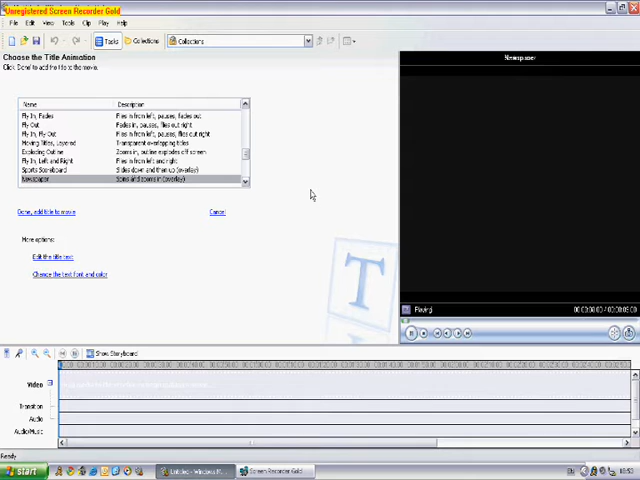 Unregistered Screen Recorder Gold
File Edit View Tools Clip Play Help
Tasks Collections Collections
Choose the Title Animation
Click 'Done' to add the title to the movie.
Newspaper
Name Description
Fly In, Fades Flies in from left, pauses, fades out
Fly Out Fades in, pauses, flies out right
Fly In, Fly Out Flies in from left, pauses, flies out right
Moving Titles, Layered Transparent overlapping titles
Exploding Outline Zooms in, outline explodes off screen
Fly In, Left and Right Flies in from left and right
Sports Scoreboard Slides down and then up (overlay)
Newspaper Spins and zooms in (overlay)
Done, add title to movie Cancel
More options:
Edit the title text
Change the text font and color
T
Playing
Show Storyboard
Video
Transition
Audio
Audio/Music
Ready
start Untitled - Windows M... Screen Recorder Gold EN